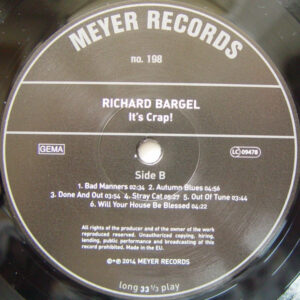 MEYER RECORDS
no. 198
RICHARD BARGEL
It's Crap!
GEMA
LC 09478
Side B
1. Bad Manners 02:34 2. Autumn Blues 04:56
3. Done And Out 03:54 4. Stray Cat 05:27 5. Out Of Tune 03:44
6. Will Your House Be Blessed 04:22
All rights of the producer and of the owner of the work
reproduced reserved. Unauthorized copying, hiring,
lending, public performance and broadcasting of this
record prohibited. Made in the EU.
©+℗ 2014 MEYER RECORDS
long 33 1/3 play